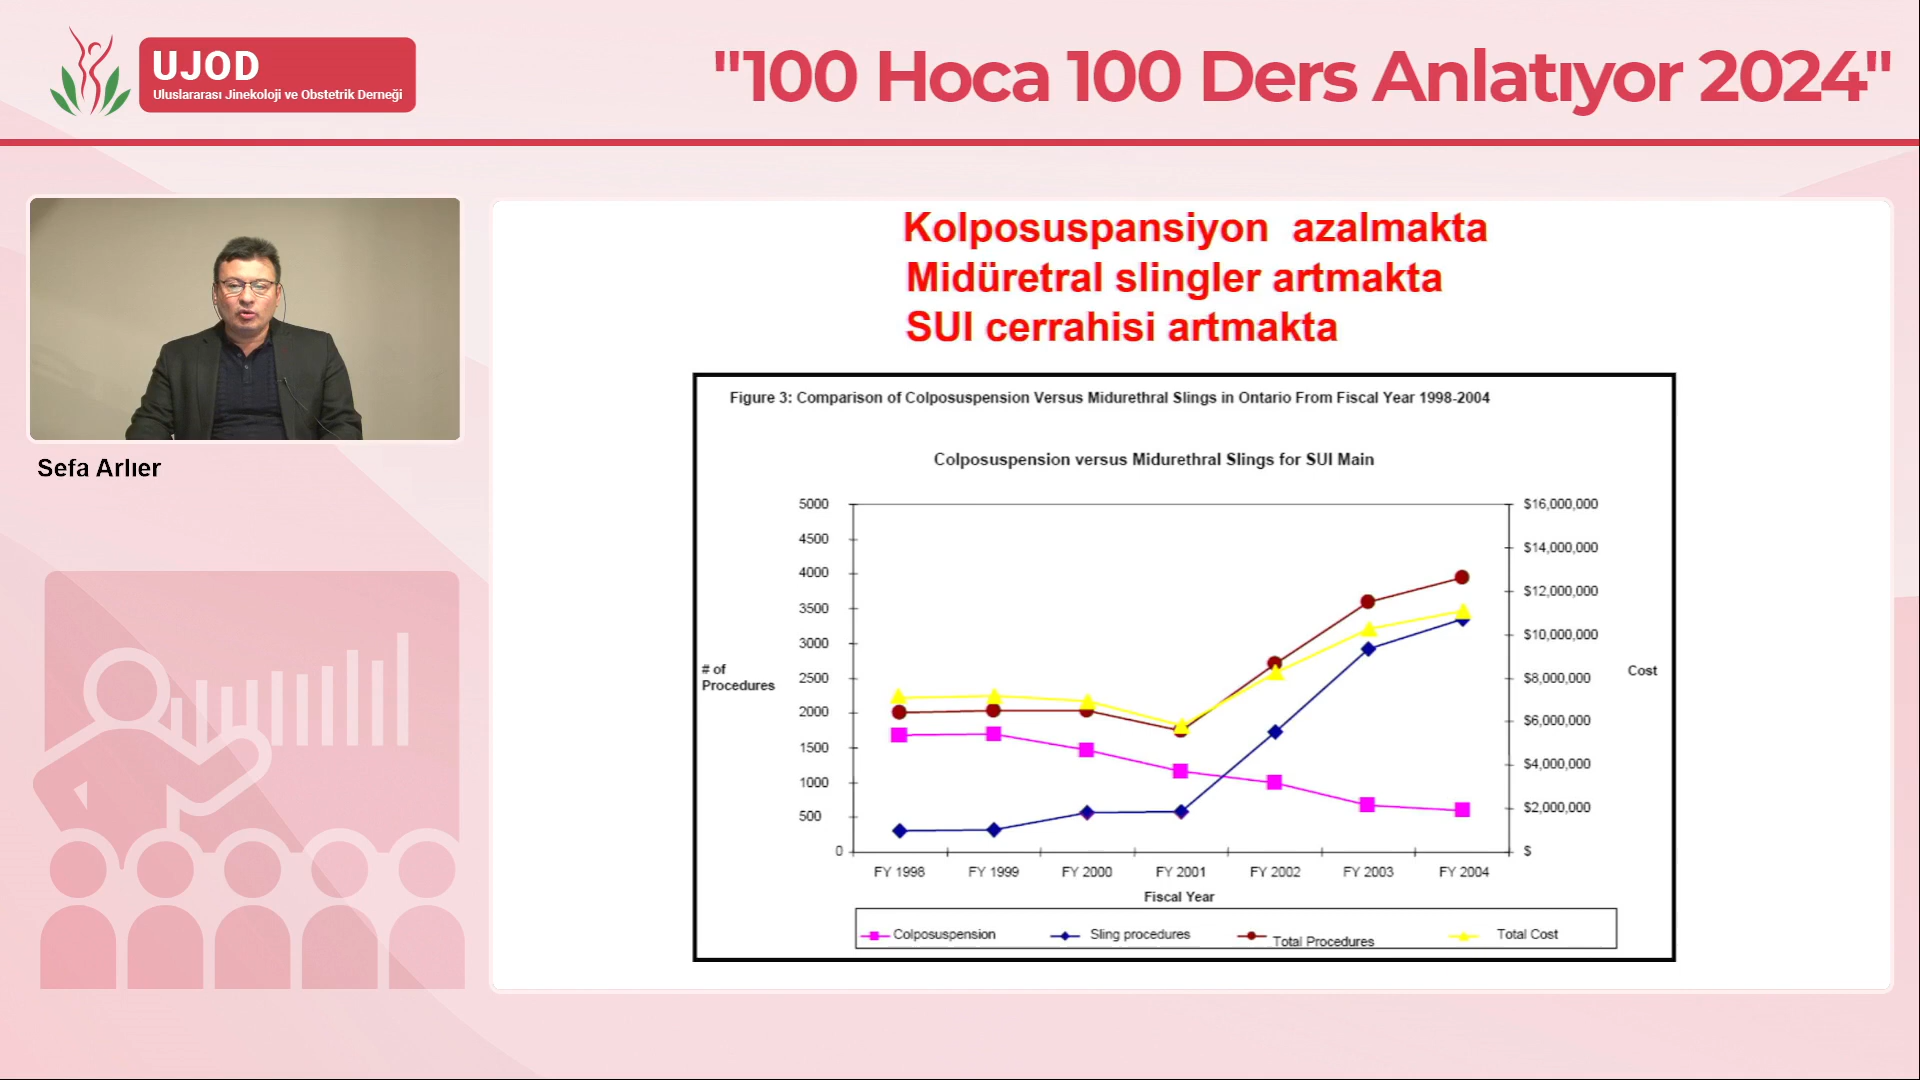 UJOD
Uluslararası Jinekoloji ve Obstetrik Derneği
"100 Hoca 100 Ders Anlatıyor 2024"
Sefa Arlıer
Kolposuspansiyon azalmakta
Midüretral slingler artmakta
SUI cerrahisi artmakta
Figure 3: Comparison of Colposuspension Versus Midurethral Slings in Ontario From Fiscal Year 1998-2004
Colposuspension versus Midurethral Slings for SUI Main
5000
4500
4000
3500
3000
2500
2000
1500
1000
500
0
# of
Procedures
$16,000,000
$14,000,000
$12,000,000
$10,000,000
$8,000,000
$6,000,000
$4,000,000
$2,000,000
$
Cost
FY 1998 FY 1999 FY 2000 FY 2001 FY 2002 FY 2003 FY 2004
Fiscal Year
Colposuspension Sling procedures Total Procedures Total Cost